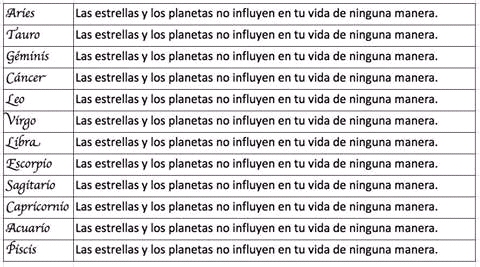 Aries Las estrellas y los planetas no influyen en tu vida de ninguna manera.
Tauro Las estrellas y los planetas no influyen en tu vida de ninguna manera.
Géminis Las estrellas y los planetas no influyen en tu vida de ninguna manera.
Cáncer Las estrellas y los planetas no influyen en tu vida de ninguna manera.
Leo Las estrellas y los planetas no influyen en tu vida de ninguna manera.
Virgo Las estrellas y los planetas no influyen en tu vida de ninguna manera.
Libra Las estrellas y los planetas no influyen en tu vida de ninguna manera.
Escorpio Las estrellas y los planetas no influyen en tu vida de ninguna manera.
Sagitario Las estrellas y los planetas no influyen en tu vida de ninguna manera.
Capricornio Las estrellas y los planetas no influyen en tu vida de ninguna manera.
Acuario Las estrellas y los planetas no influyen en tu vida de ninguna manera.
Piscis Las estrellas y los planetas no influyen en tu vida de ninguna manera.